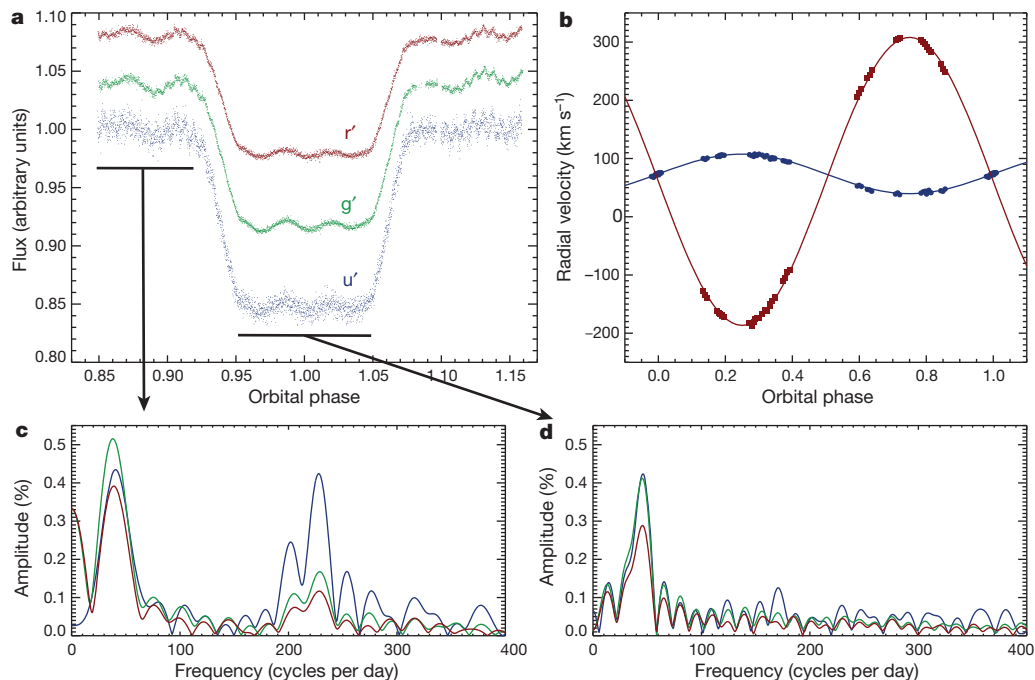 a
1.10
1.05
1.00
0.95
0.90
0.85
0.80
Flux (arbitrary units)
r′
g′
u′
0.85 0.90 0.95 1.00 1.05 1.10 1.15
Orbital phase
b
300
200
100
0
−100
−200
Radial velocity (km s−1)
0.0 0.2 0.4 0.6 0.8 1.0
Orbital phase
c
0.5
0.4
0.3
0.2
0.1
0.0
Amplitude (%)
0 100 200 300 400
Frequency (cycles per day)
d
0.5
0.4
0.3
0.2
0.1
0.0
Amplitude (%)
0 100 200 300 400
Frequency (cycles per day)